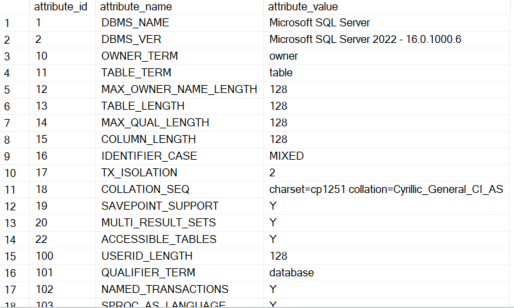 attribute_id attribute_name attribute_value
1 1 DBMS_NAME Microsoft SQL Server
2 2 DBMS_VER Microsoft SQL Server 2022 - 16.0.1000.6
3 10 OWNER_TERM owner
4 11 TABLE_TERM table
5 12 MAX_OWNER_NAME_LENGTH 128
6 13 TABLE_LENGTH 128
7 14 MAX_QUAL_LENGTH 128
8 15 COLUMN_LENGTH 128
9 16 IDENTIFIER_CASE MIXED
10 17 TX_ISOLATION 2
11 18 COLLATION_SEQ charset=cp1251 collation=Cyrillic_General_CI_AS
12 19 SAVEPOINT_SUPPORT Y
13 20 MULTI_RESULT_SETS Y
14 22 ACCESSIBLE_TABLES Y
15 100 USERID_LENGTH 128
16 101 QUALIFIER_TERM database
17 102 NAMED_TRANSACTIONS Y
18 103 SPROC_AS_LANGUAGE Y